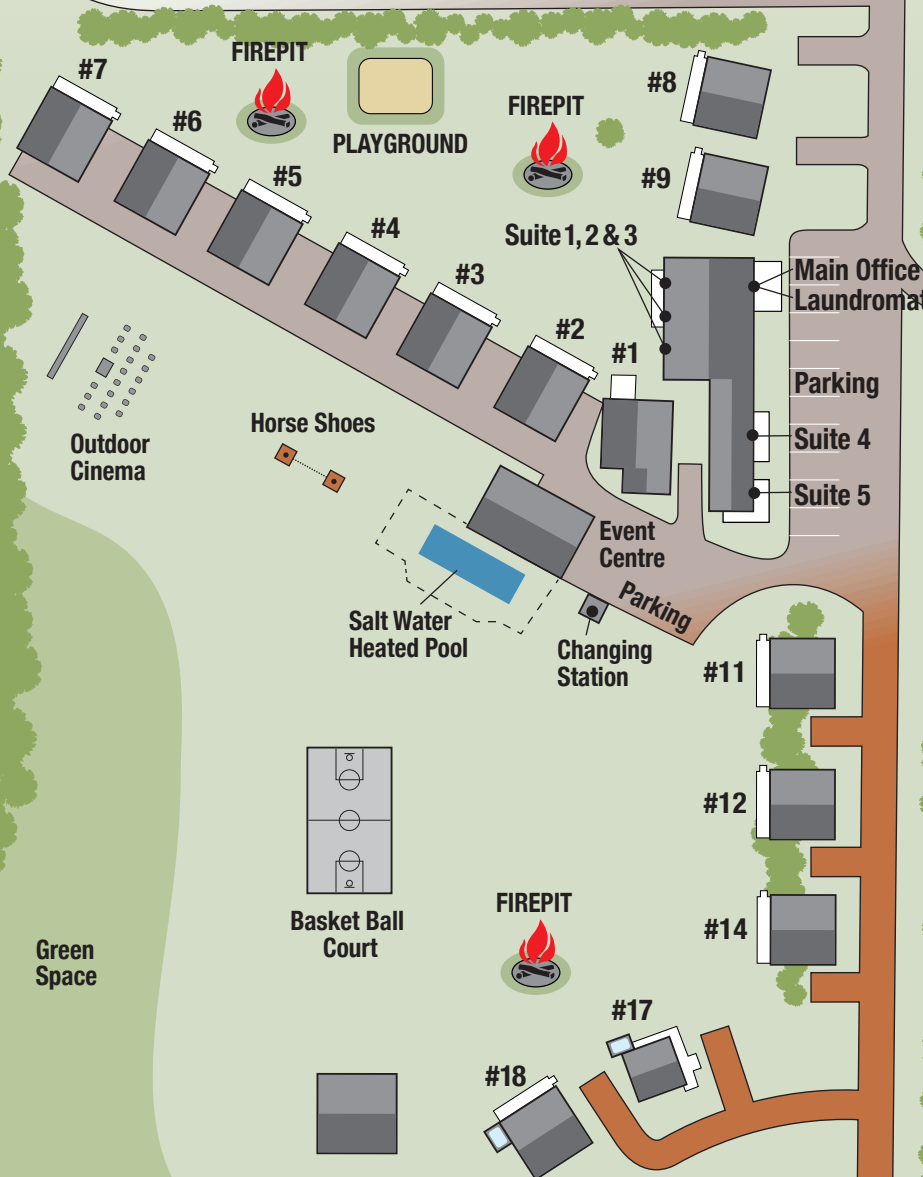 FIREPIT
#7
#8
FIREPIT
#6
PLAYGROUND
#5
#9
#4
Suite 1, 2 & 3
#3
Main Office
Laundromat
#2
#1
Parking
Horse Shoes
Outdoor
Cinema
Suite 4
Suite 5
Event
Centre
Parking
Salt Water
Heated Pool
Changing
Station
#11
#12
FIREPIT
Basket Ball
Court
#14
Green
Space
#17
#18